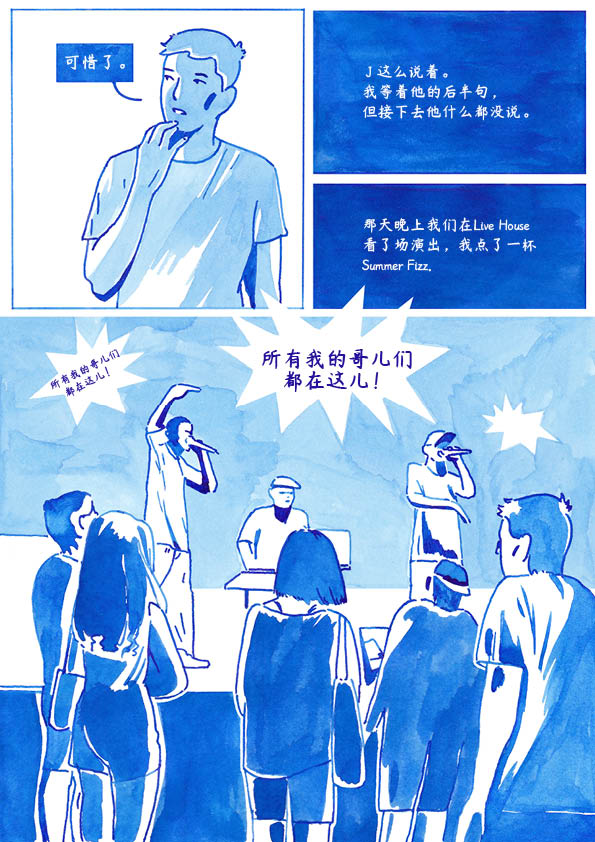 可惜了。
J这么说着。
我等着他的后半句，
但接下去他什么都没说。
那天晚上我们在Live House
看了场演出，我点了一杯
Summer Fizz.
所有我的哥儿们
都在这儿！
所有我的哥儿们
都在这儿！